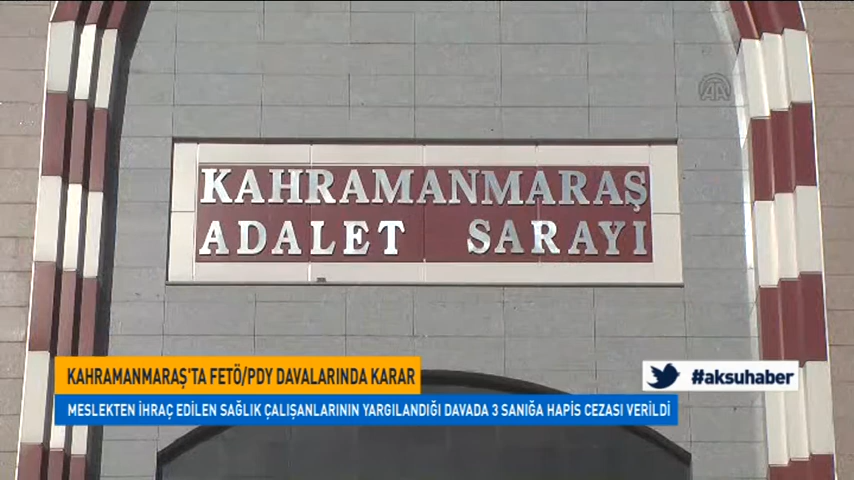 AA
KAHRAMANMARAŞ
ADALET SARAYI
KAHRAMANMARAŞ'TA FETÖ/PDY DAVALARINDA KARAR
#aksuhaber
MESLEKTEN İHRAÇ EDİLEN SAĞLIK ÇALIŞANLARININ YARGILANDIĞI DAVADA 3 SANIĞA HAPİS CEZASI VERİLDİ